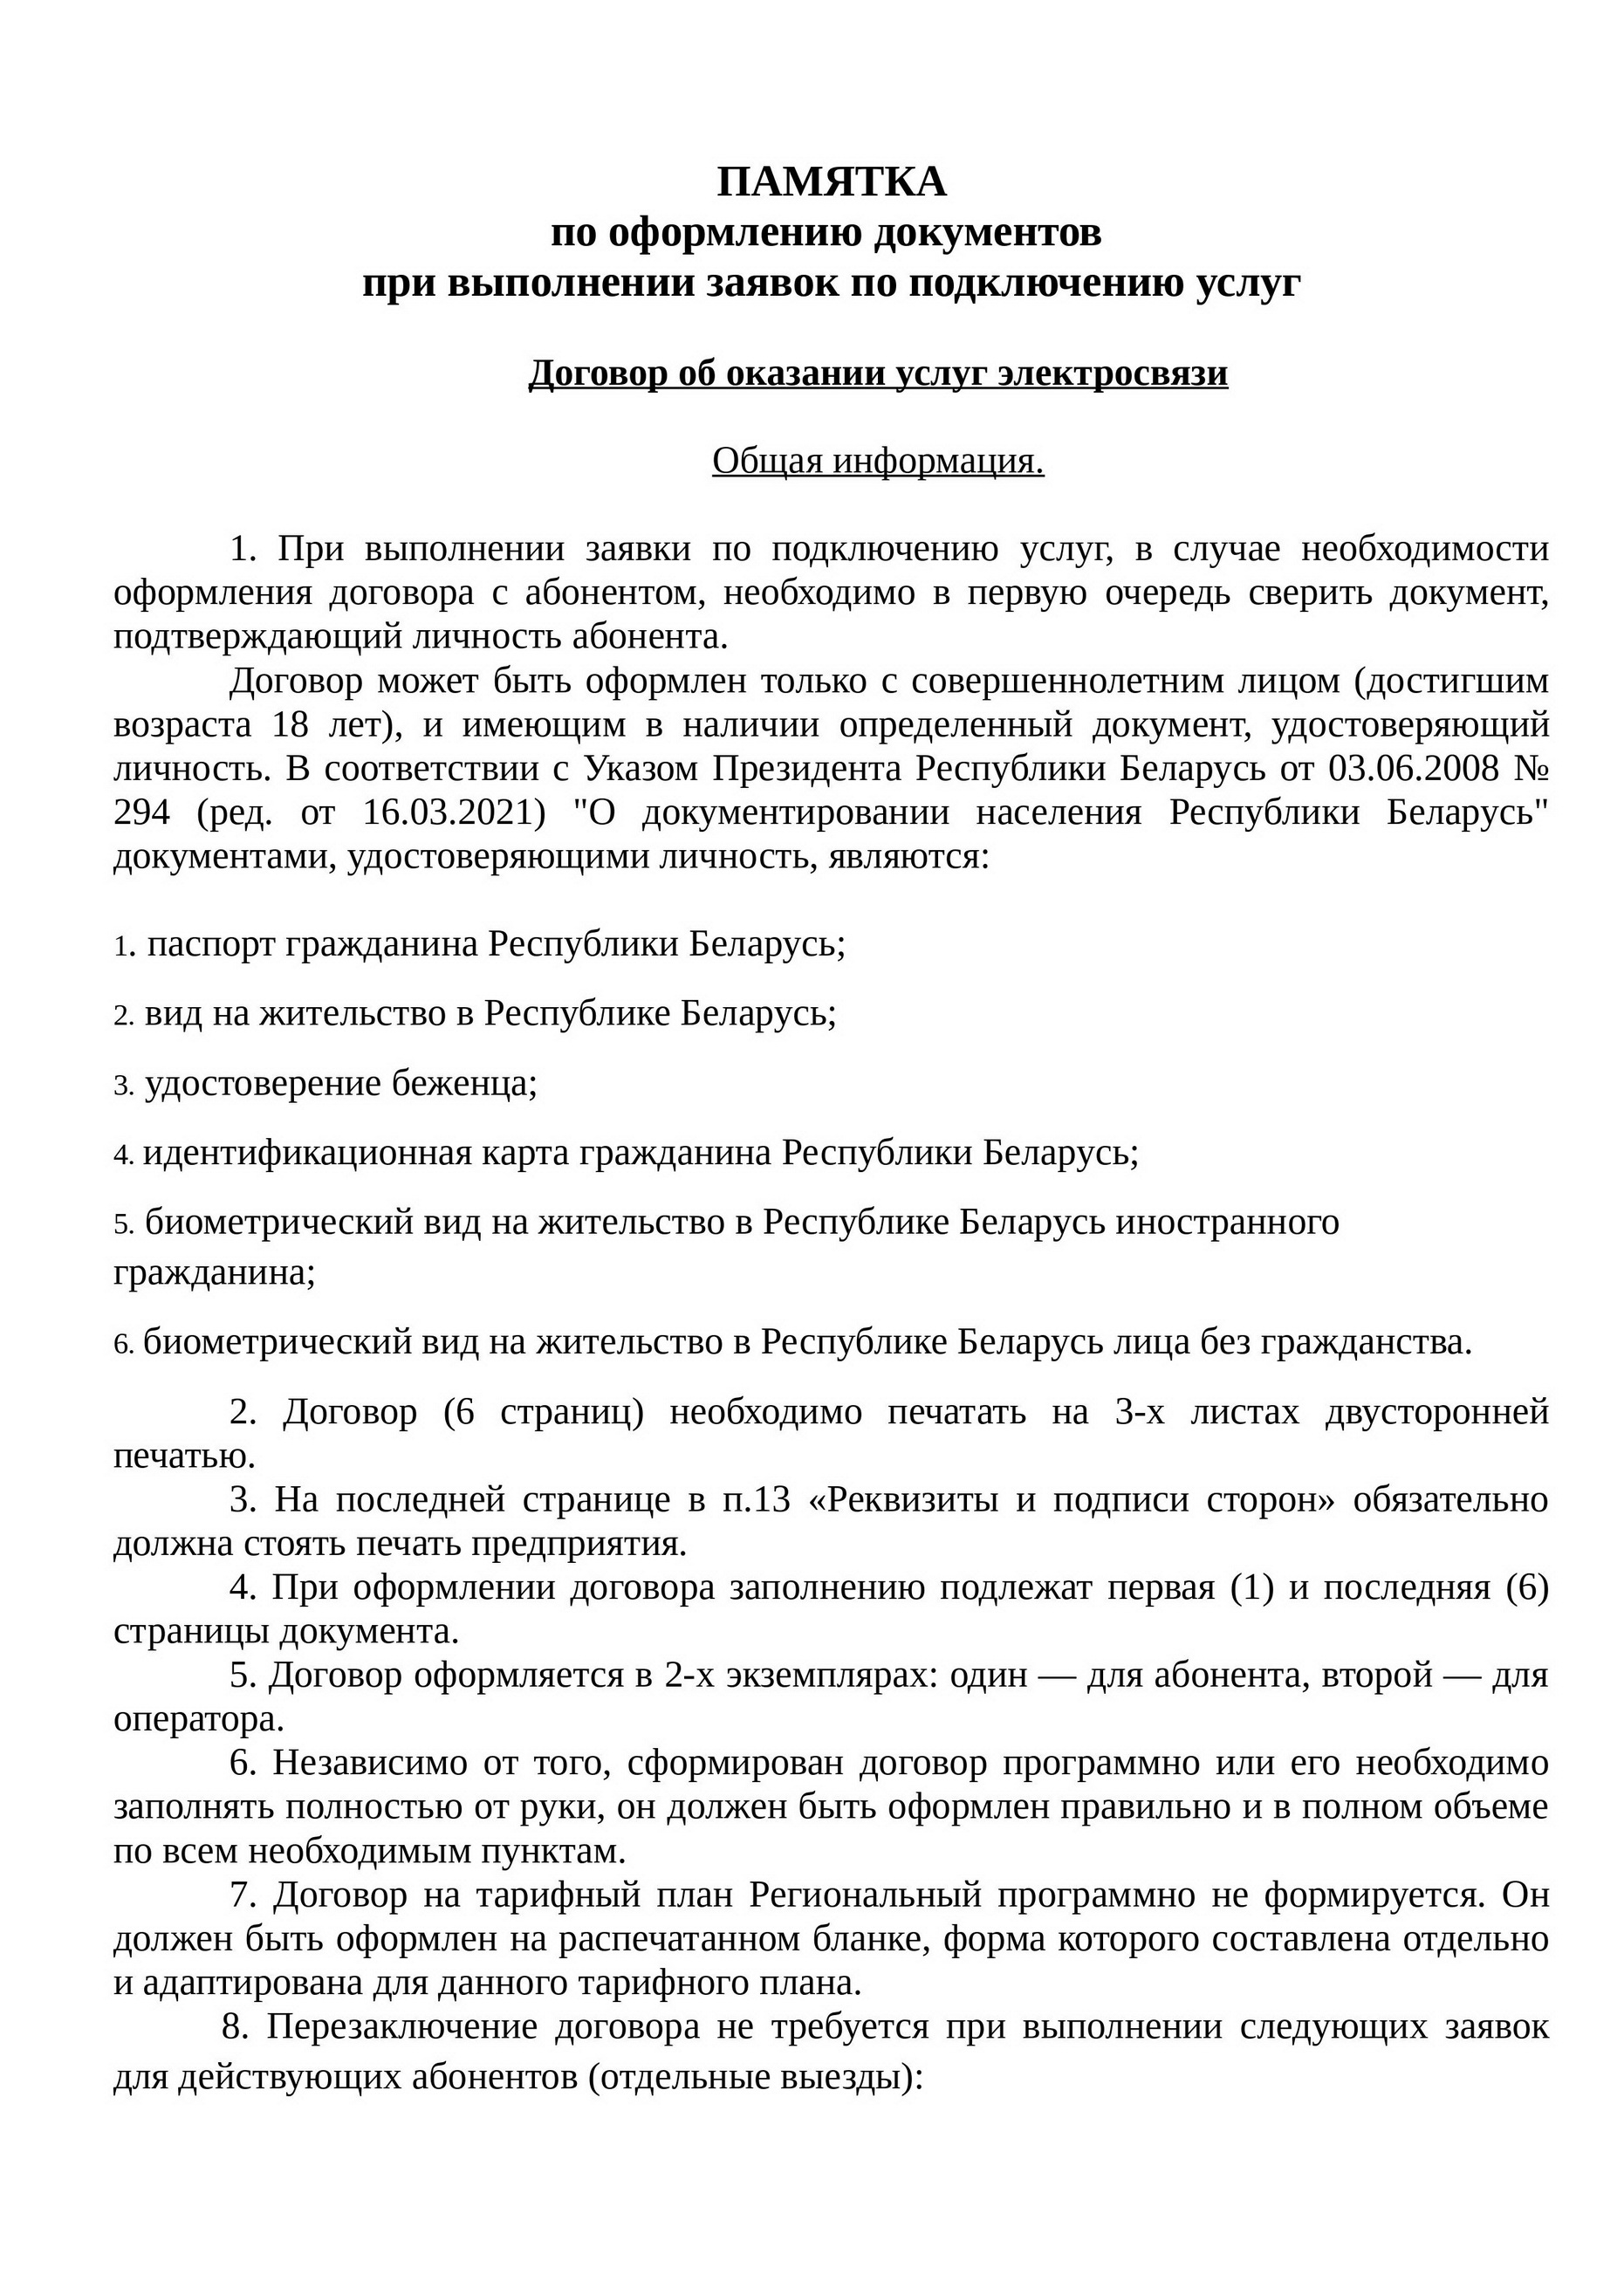 ПАМЯТКА
по оформлению документов
при выполнении заявок по подключению услуг
Договор об оказании услуг электросвязи
Общая информация.
1. При выполнении заявки по подключению услуг, в случае необходимости
оформления договора с абонентом, необходимо в первую очередь сверить документ,
подтверждающий личность абонента.
Договор может быть оформлен только с совершеннолетним лицом (достигшим
возраста 18 лет), и имеющим в наличии определенный документ, удостоверяющий
личность. В соответствии с Указом Президента Республики Беларусь от 03.06.2008 №
294 (ред. от 16.03.2021) "О документировании населения Республики Беларусь"
документами, удостоверяющими личность, являются:
1. паспорт гражданина Республики Беларусь;
2. вид на жительство в Республике Беларусь;
3. удостоверение беженца;
4. идентификационная карта гражданина Республики Беларусь;
5. биометрический вид на жительство в Республике Беларусь иностранного
гражданина;
6. биометрический вид на жительство в Республике Беларусь лица без гражданства.
2. Договор (6 страниц) необходимо печатать на 3-х листах двусторонней
печатью.
3. На последней странице в п.13 «Реквизиты и подписи сторон» обязательно
должна стоять печать предприятия.
4. При оформлении договора заполнению подлежат первая (1) и последняя (6)
страницы документа.
5. Договор оформляется в 2-х экземплярах: один — для абонента, второй — для
оператора.
6. Независимо от того, сформирован договор программно или его необходимо
заполнять полностью от руки, он должен быть оформлен правильно и в полном объеме
по всем необходимым пунктам.
7. Договор на тарифный план Региональный программно не формируется. Он
должен быть оформлен на распечатанном бланке, форма которого составлена отдельно
и адаптирована для данного тарифного плана.
8. Перезаключение договора не требуется при выполнении следующих заявок
для действующих абонентов (отдельные выезды):